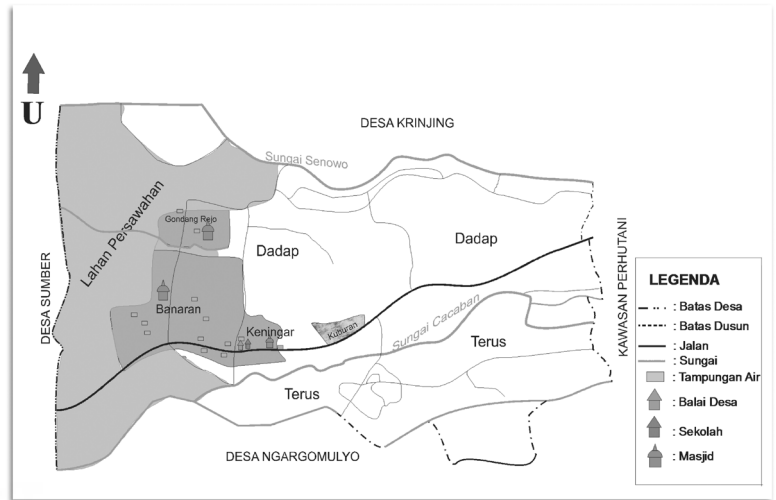 U
DESA KRINJING
Sungai Senowo
Lahan Persawahan
Gondang Rejo
Dadap
Dadap
DESA SUMBER
KAWASAN PERHUTANI
Banaran
Keningar
Kuburan
Sungai Cacaban
Terus
Terus
DESA NGARGOMULYO
LEGENDA
: Batas Desa
: Batas Dusun
: Jalan
: Sungai
: Tampungan Air
: Balai Desa
: Sekolah
: Masjid